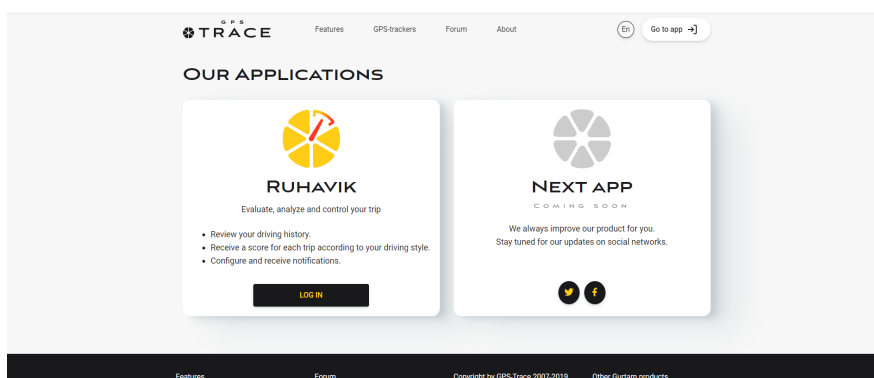 GPS
TRACE
Features
GPS-trackers
Forum
About
En
Go to app
OUR APPLICATIONS
RUHAVIK
Evaluate, analyze and control your trip
• Review your driving history.
• Receive a score for each trip according to your driving style.
• Configure and receive notifications.
LOG IN
NEXT APP
COMING SOON
We always improve our product for you.
Stay tuned for our updates on social networks.
Features
Forum
Copyright by GPS-Trace 2007-2019
Other Gurtam products